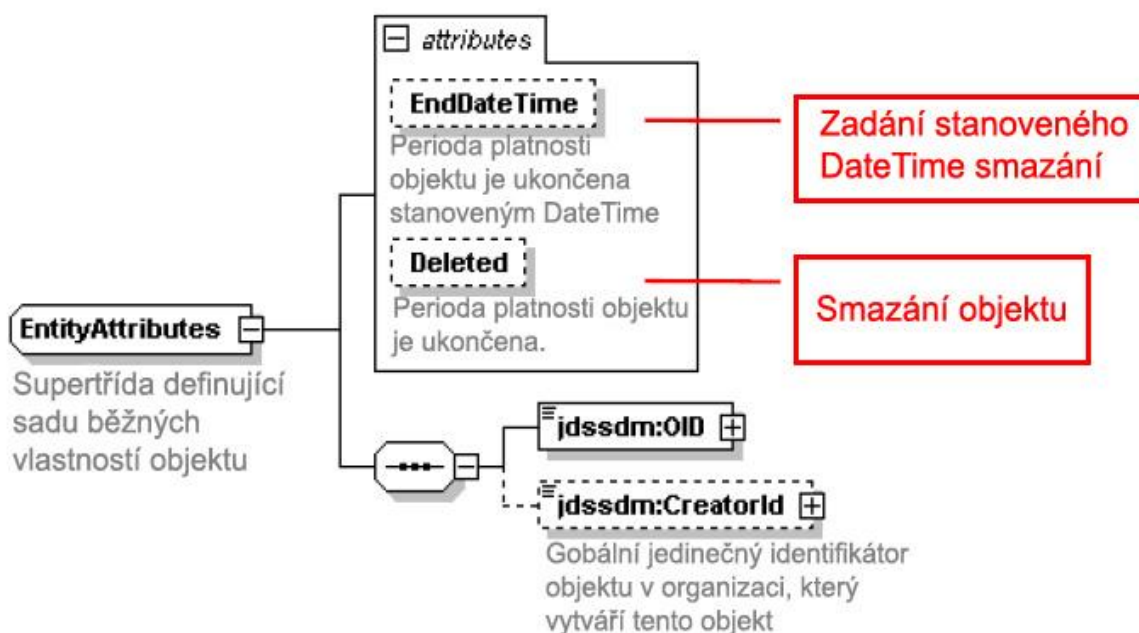 attributes
EndDateTime
Perioda platnosti
objektu je ukončena
stanoveným DateTime
Deleted
Perioda platnosti objektu
je ukončena.
Zadání stanoveného
DateTime smazání
Smazání objektu
EntityAttributes
Supertřída definující
sadu běžných
vlastností objektu
jdssdm:OID
jdssdm:CreatorId
Gobální jedinečný identifikátor
objektu v organizaci, který
vytváří tento objekt